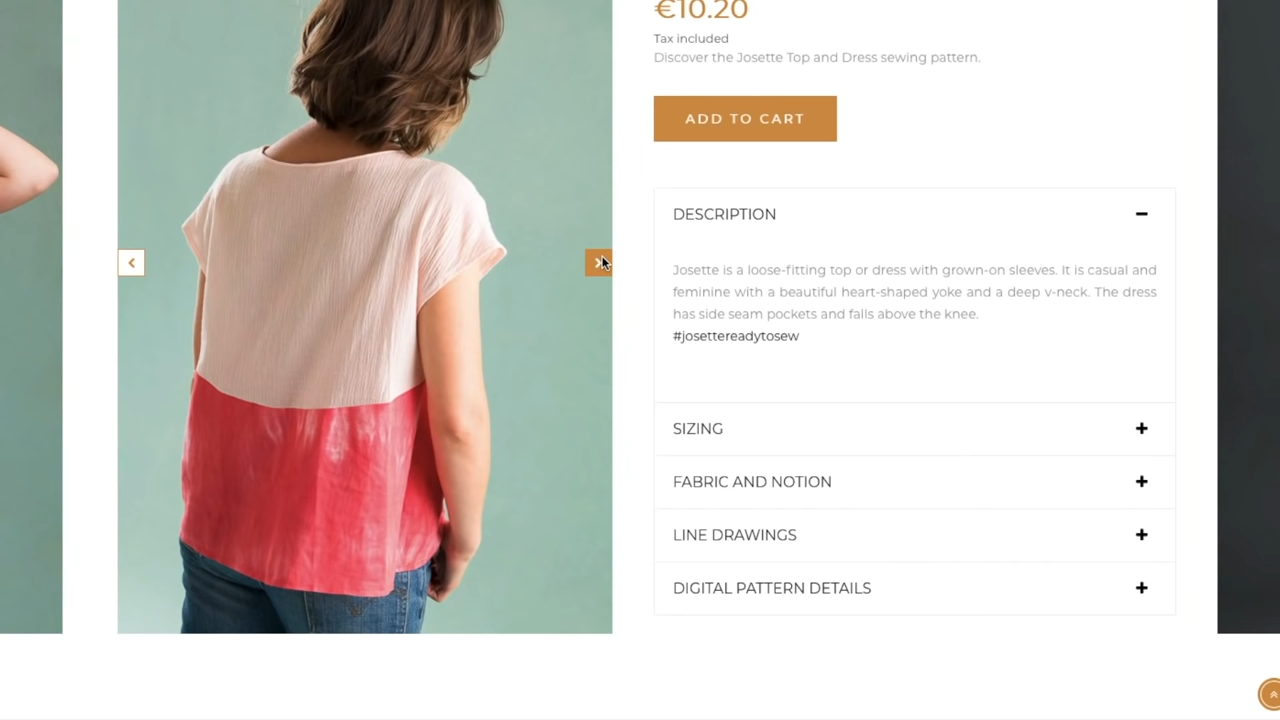 €10.20
Tax included
Discover the Josette Top and Dress sewing pattern.
ADD TO CART
DESCRIPTION
Josette is a loose-fitting top or dress with grown-on sleeves. It is casual and
feminine with a beautiful heart-shaped yoke and a deep v-neck. The dress
has side seam pockets and falls above the knee.
#josettereadytosew
SIZING
FABRIC AND NOTION
LINE DRAWINGS
DIGITAL PATTERN DETAILS